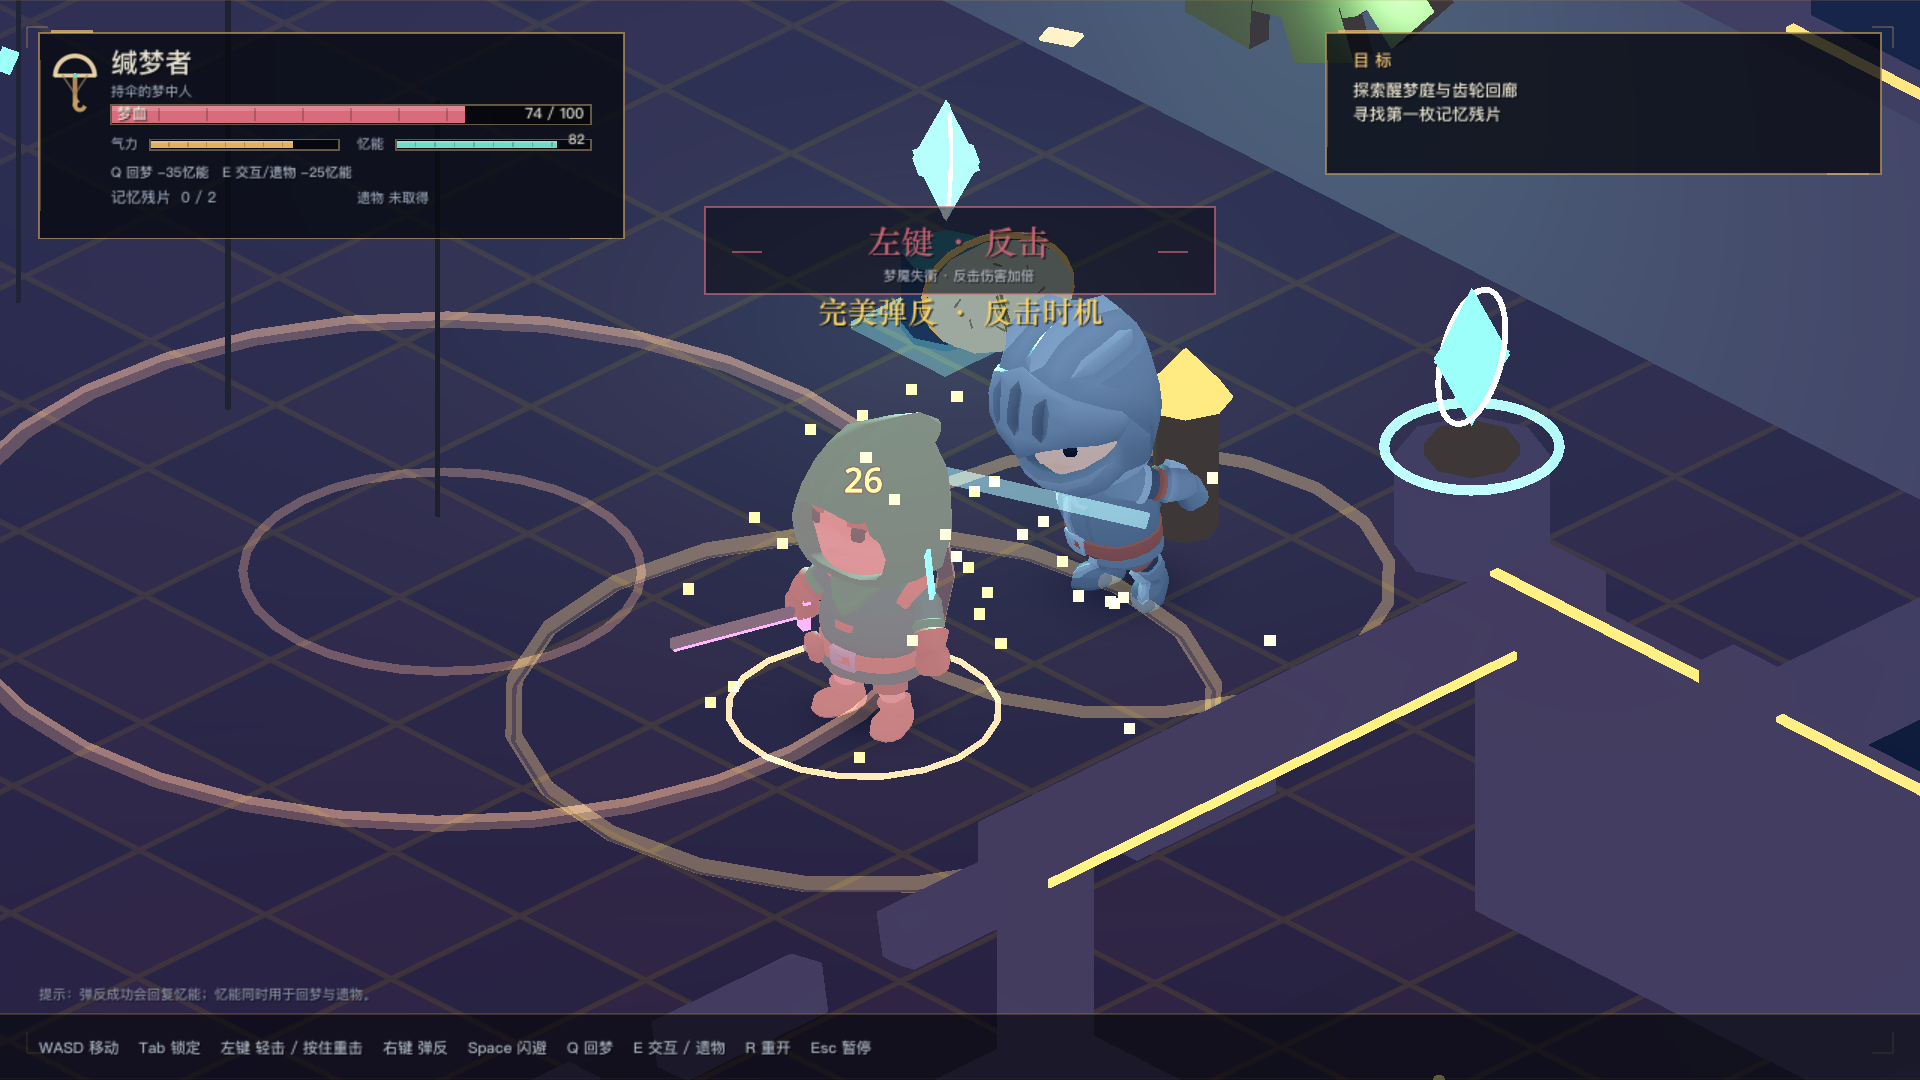 缄梦者
持伞的梦中人
梦血 74 / 100
气力 忆能 82
Q 回梦 -35忆能 E 交互/遗物 -25忆能
记忆残片 0 / 2 遗物 未取得
目标
探索醒梦庭与齿轮回廊
寻找第一枚记忆残片
左键 · 反击
梦魇失衡 · 反击伤害加倍
完美弹反 · 反击时机
26
提示：弹反成功会回复忆能；忆能同时用于回梦与遗物。
WASD 移动 Tab 锁定 左键 轻击 / 按住重击 右键 弹反 Space 闪避 Q 回梦 E 交互 / 遗物 R 重开 Esc 暂停